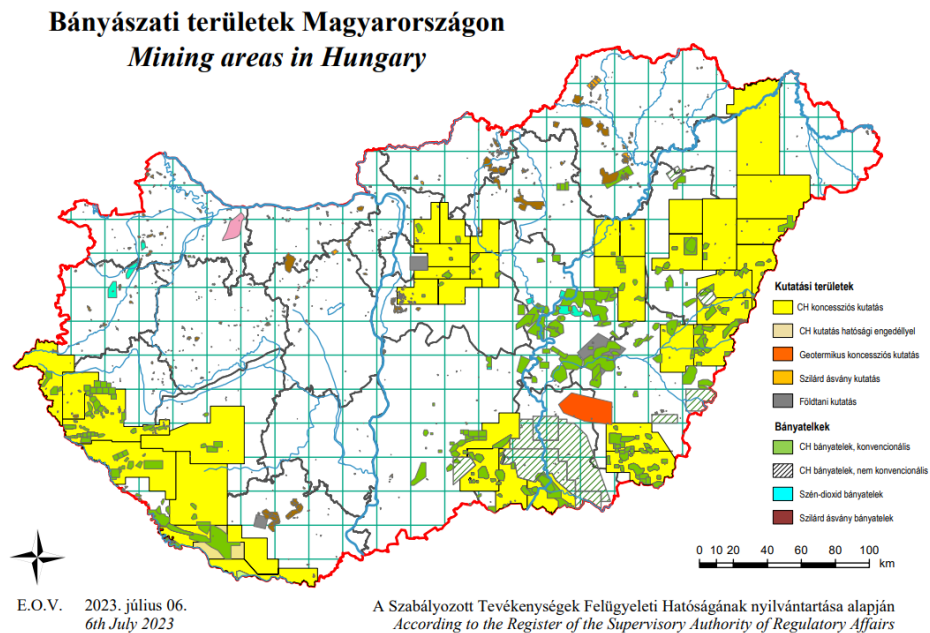 Bányászati területek Magyarországon
Mining areas in Hungary
Kutatási területek
CH koncessziós kutatás
CH kutatás hatósági engedéllyel
Geotermikus koncessziós kutatás
Szilárd ásvány kutatás
Földtani kutatás
Bányatelkek
CH bányatelek, konvencionális
CH bányatelek, nem konvencionális
Szén-dioxid bányatelek
Szilárd ásvány bányatelek
0 10 20 40 60 80 100
km
E.O.V. 2023. július 06.
6th July 2023
A Szabályozott Tevékenységek Felügyeleti Hatóságának nyilvántartása alapján
According to the Register of the Supervisory Authority of Regulatory Affairs